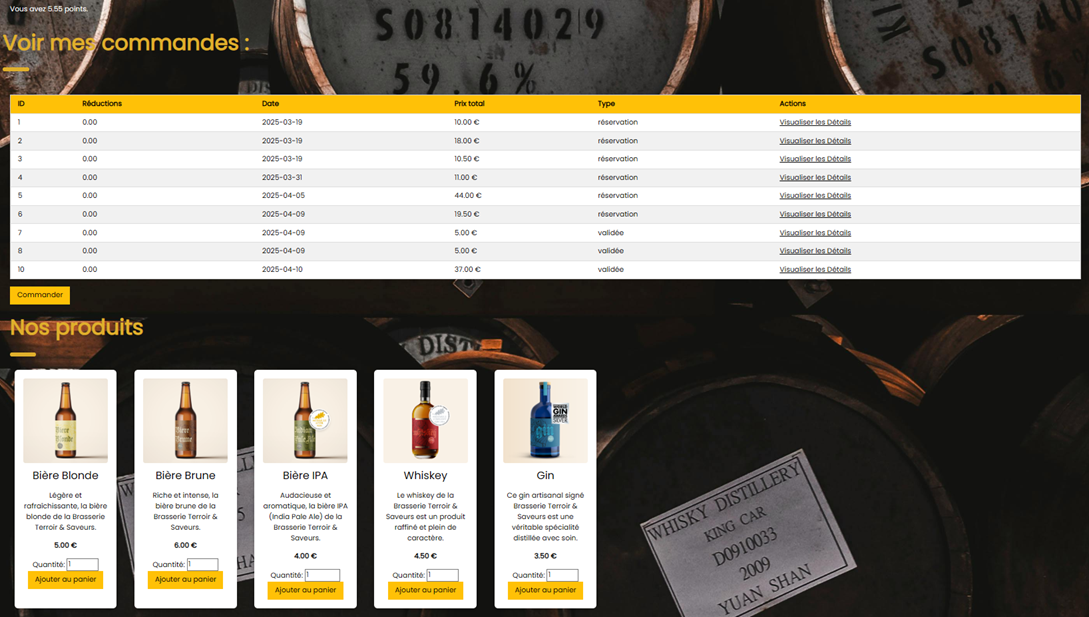 Vous avez 5.55 points.
S0814029
59.6%
Voir mes commandes :
ID Réductions Date Prix total Type Actions
1 0.00 2025-03-19 10.00 € réservation Visualiser les Détails
2 0.00 2025-03-19 18.00 € réservation Visualiser les Détails
3 0.00 2025-03-19 10.50 € réservation Visualiser les Détails
4 0.00 2025-03-31 11.00 € réservation Visualiser les Détails
5 0.00 2025-04-05 44.00 € réservation Visualiser les Détails
6 0.00 2025-04-09 19.50 € réservation Visualiser les Détails
7 0.00 2025-04-09 5.00 € validée Visualiser les Détails
8 0.00 2025-04-09 5.00 € validée Visualiser les Détails
10 0.00 2025-04-10 37.00 € validée Visualiser les Détails
Commander
Nos produits
Bière Blonde
Légère et
rafraîchissante, la bière
blonde de la Brasserie
Terroir & Saveurs.
5.00 €
Quantité: 1
Ajouter au panier
Bière Brune
Riche et intense, la
bière brune de la
Brasserie Terroir &
Saveurs.
6.00 €
Quantité: 1
Ajouter au panier
Bière IPA
Audacieuse et
aromatique, la bière IPA
(India Pale Ale) de la
Brasserie Terroir &
Saveurs.
4.00 €
Quantité: 1
Ajouter au panier
Whiskey
Le whiskey de la
Brasserie Terroir &
Saveurs est un produit
raffiné et plein de
caractère.
4.50 €
Quantité: 1
Ajouter au panier
Gin
Ce gin artisanal signé
Brasserie Terroir &
Saveurs est une
véritable spécialité
distillée avec soin.
3.50 €
Quantité: 1
Ajouter au panier
WHISKY DISTILLERY
KING CAR
D0910033
2009
YUAN SHAN